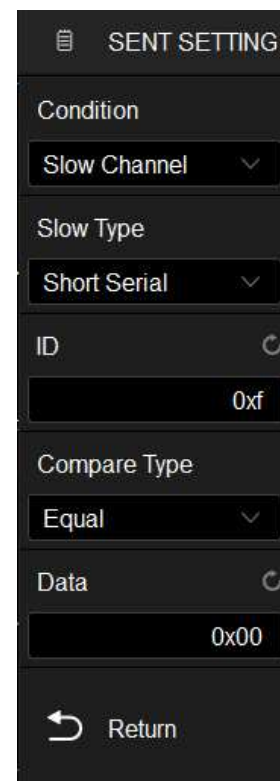 SENT SETTING
Condition
Slow Channel
Slow Type
Short Serial
ID
0xf
Compare Type
Equal
Data
0x00
Return